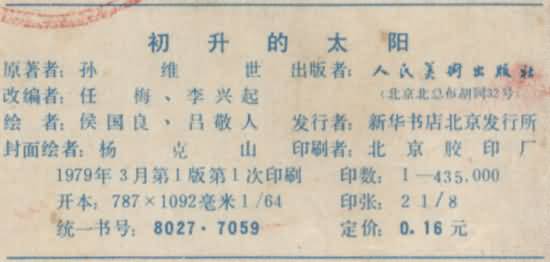 初升的太阳
原著者：孙维世 出版者：人民美术出版社
改编者：任梅、李兴起 （北京北总布胡同32号）
绘者：侯国良、吕敬人 发行者：新华书店北京发行所
封面绘者：杨克山 印刷者：北京胶印厂
1979年3月第1版第1次印刷 印数：1—435.000
开本：787×1092毫米1/64 印张：2 1/8
统一书号：8027·7059 定价：0.16元